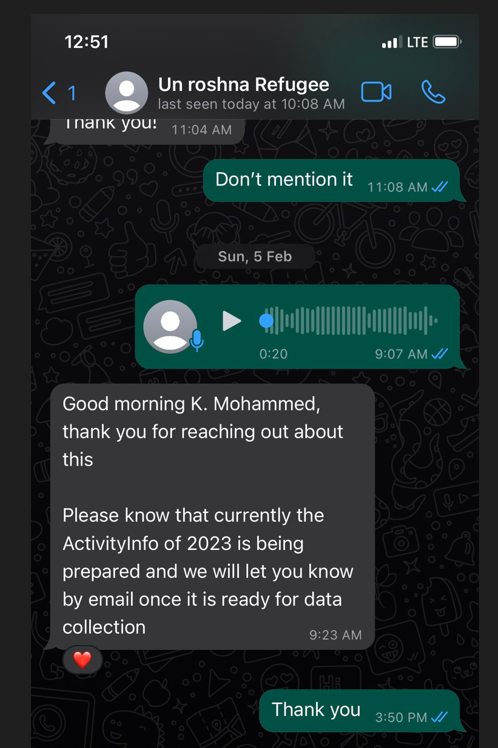 12:51
LTE
1
Un roshna Refugee
last seen today at 10:08 AM
Thank you!
11:04 AM
Don’t mention it
11:08 AM
Sun, 5 Feb
0:20
9:07 AM
Good morning K. Mohammed,
thank you for reaching out about
this
Please know that currently the
ActivityInfo of 2023 is being
prepared and we will let you know
by email once it is ready for data
collection
9:23 AM
Thank you
3:50 PM